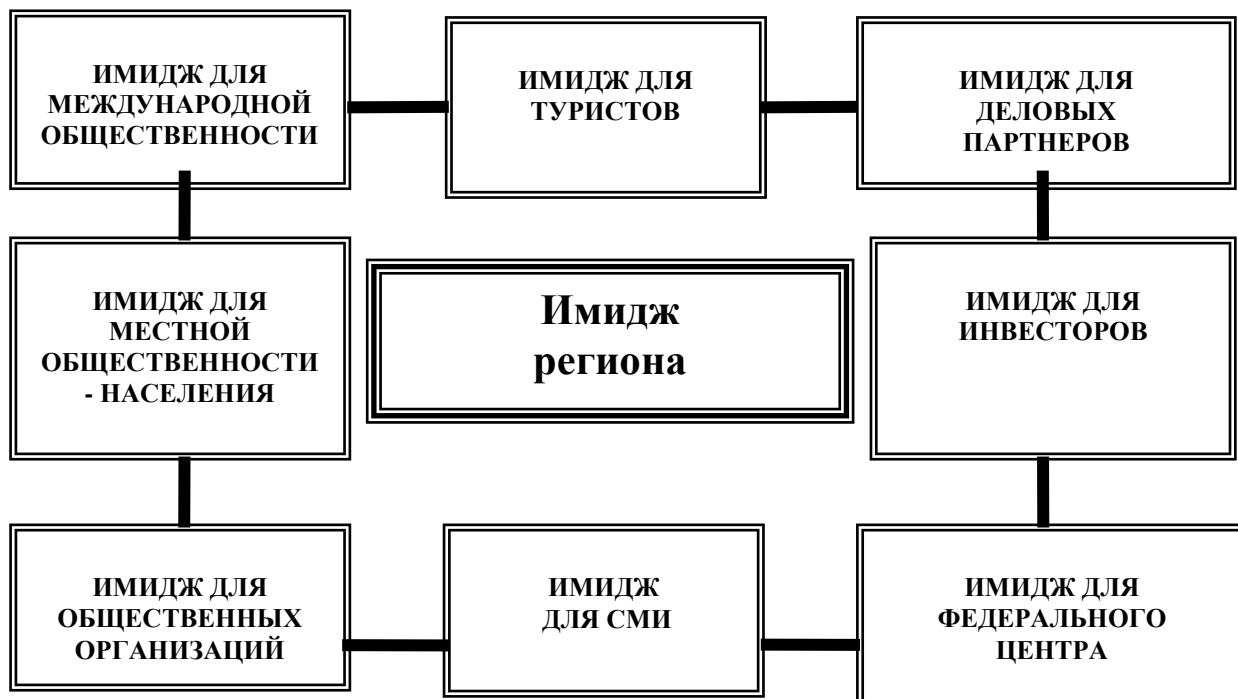 ИМИДЖ ДЛЯ
МЕЖДУНАРОДНОЙ
ОБЩЕСТВЕННОСТИ
ИМИДЖ ДЛЯ
ТУРИСТОВ
ИМИДЖ ДЛЯ
ДЕЛОВЫХ
ПАРТНЕРОВ
ИМИДЖ ДЛЯ
МЕСТНОЙ
ОБЩЕСТВЕННОСТИ
- НАСЕЛЕНИЯ
Имидж
региона
ИМИДЖ ДЛЯ
ИНВЕСТОРОВ
ИМИДЖ ДЛЯ
ОБЩЕСТВЕННЫХ
ОРГАНИЗАЦИЙ
ИМИДЖ
ДЛЯ СМИ
ИМИДЖ ДЛЯ
ФЕДЕРАЛЬНОГО
ЦЕНТРА